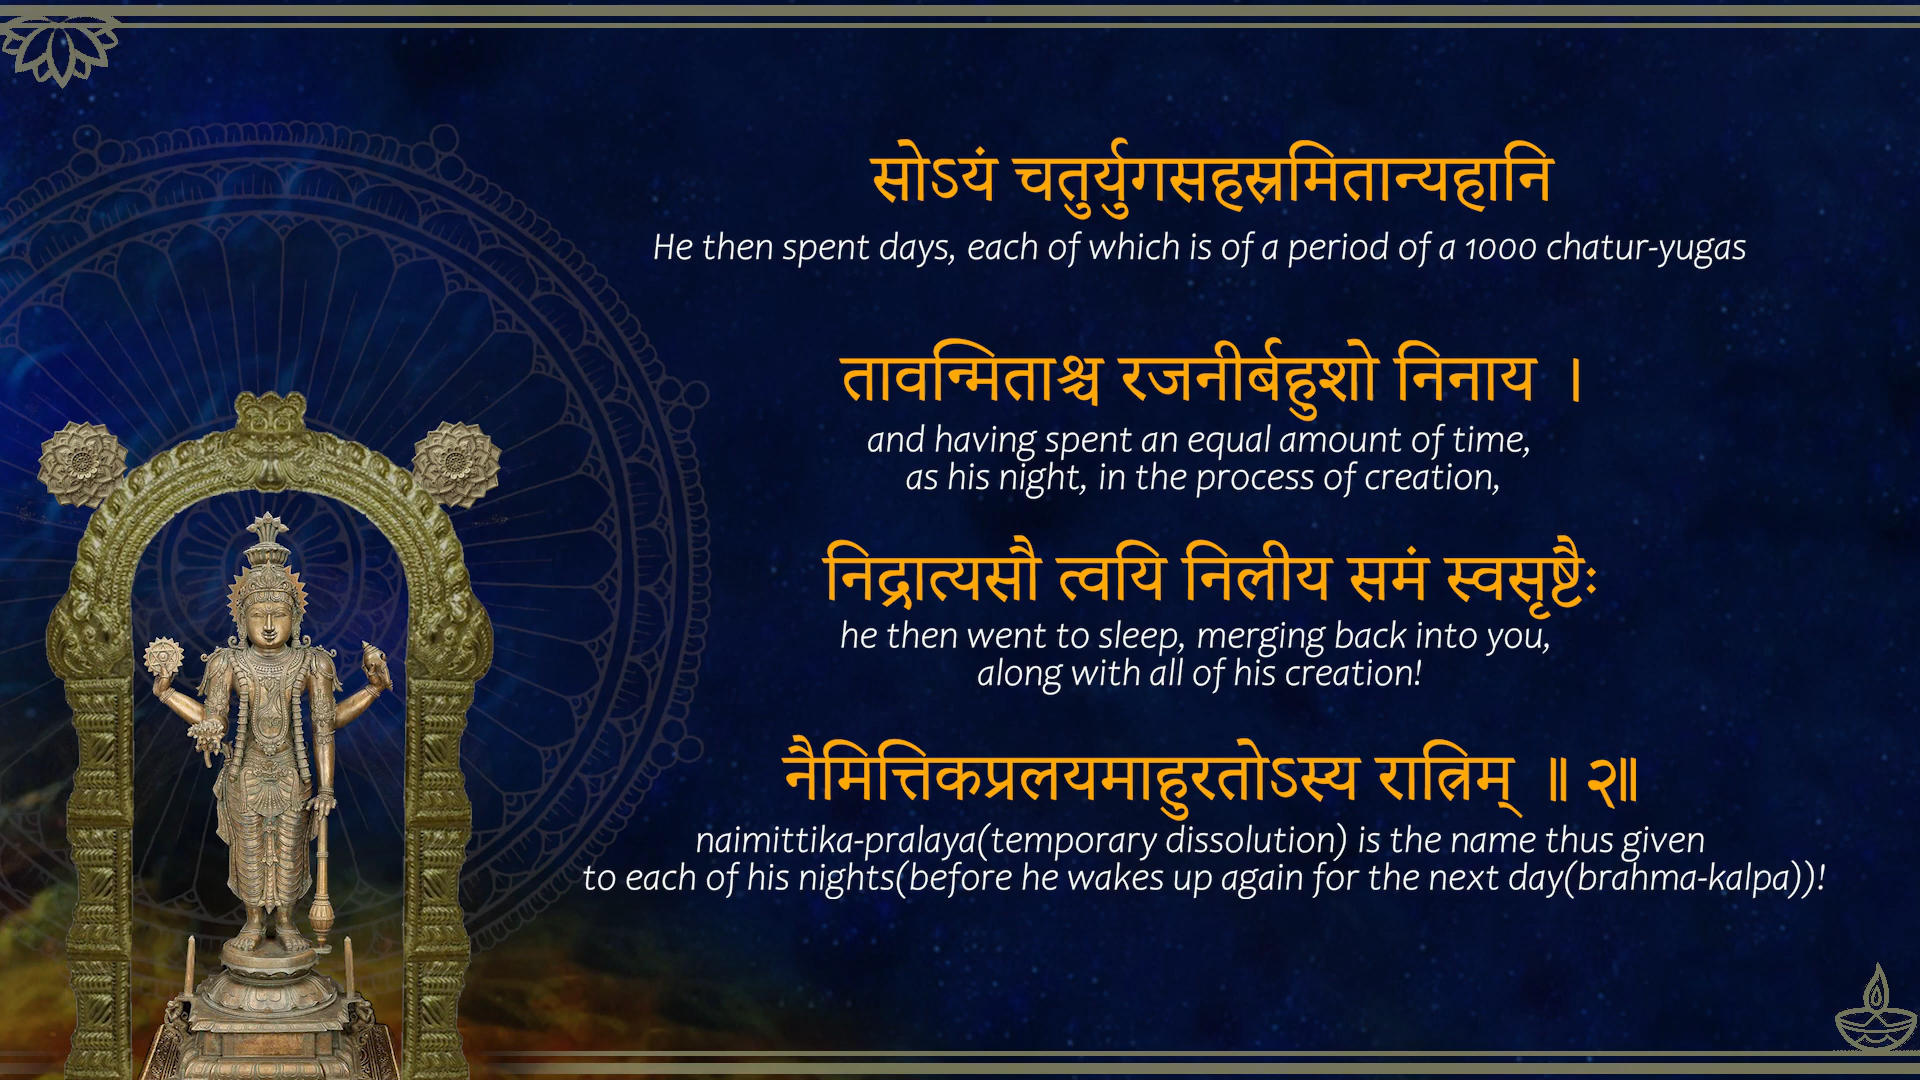 सोऽयं चतुर्युगसहस्रमितान्यहानि
He then spent days, each of which is of a period of a 1000 chatur-yugas
तावन्मिताश्च रजनीर्बहुशो निनाय ।
and having spent an equal amount of time,
as his night, in the process of creation,
निद्रात्यसौ त्वयि निलीय समं स्वसृष्टैः
he then went to sleep, merging back into you,
along with all of his creation!
नैमित्तिकप्रलयमाहुरतोऽस्य रात्रिम् ॥ २॥
naimittika-pralaya(temporary dissolution) is the name thus given
to each of his nights(before he wakes up again for the next day(brahma-kalpa))!